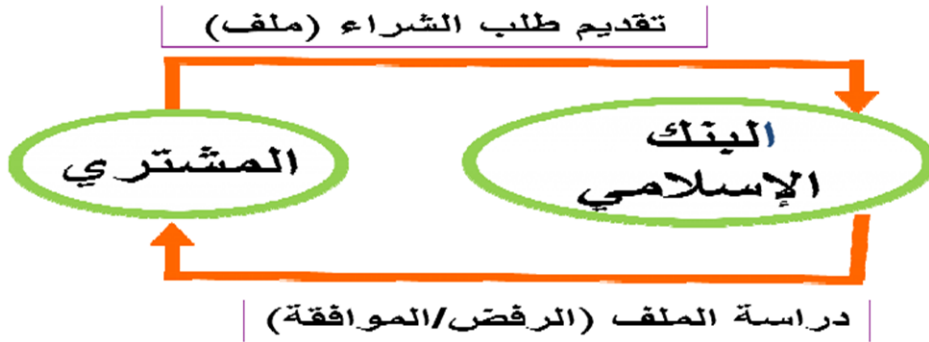 تقديم طلب الشراء (ملف)
البنك
الإسلامي
المشتري
دراسة الملف (الرفض/الموافقة)